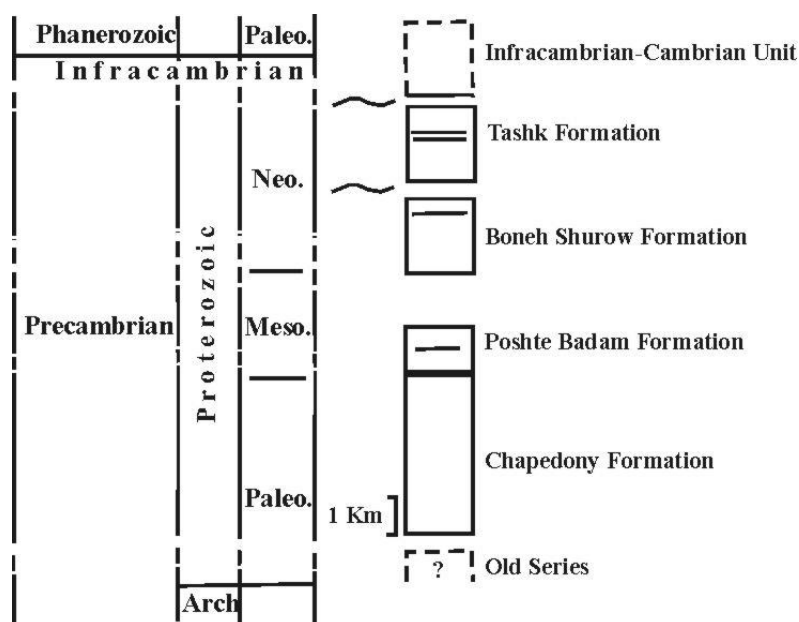 Phanerozoic Paleo.
Infracambrian
Infracambrian-Cambrian Unit
Tashk Formation
Neo.
Boneh Shurow Formation
Proterozoic
Precambrian
Meso.
Poshte Badam Formation
Chapedony Formation
Paleo.
1 Km
? Old Series
Arch